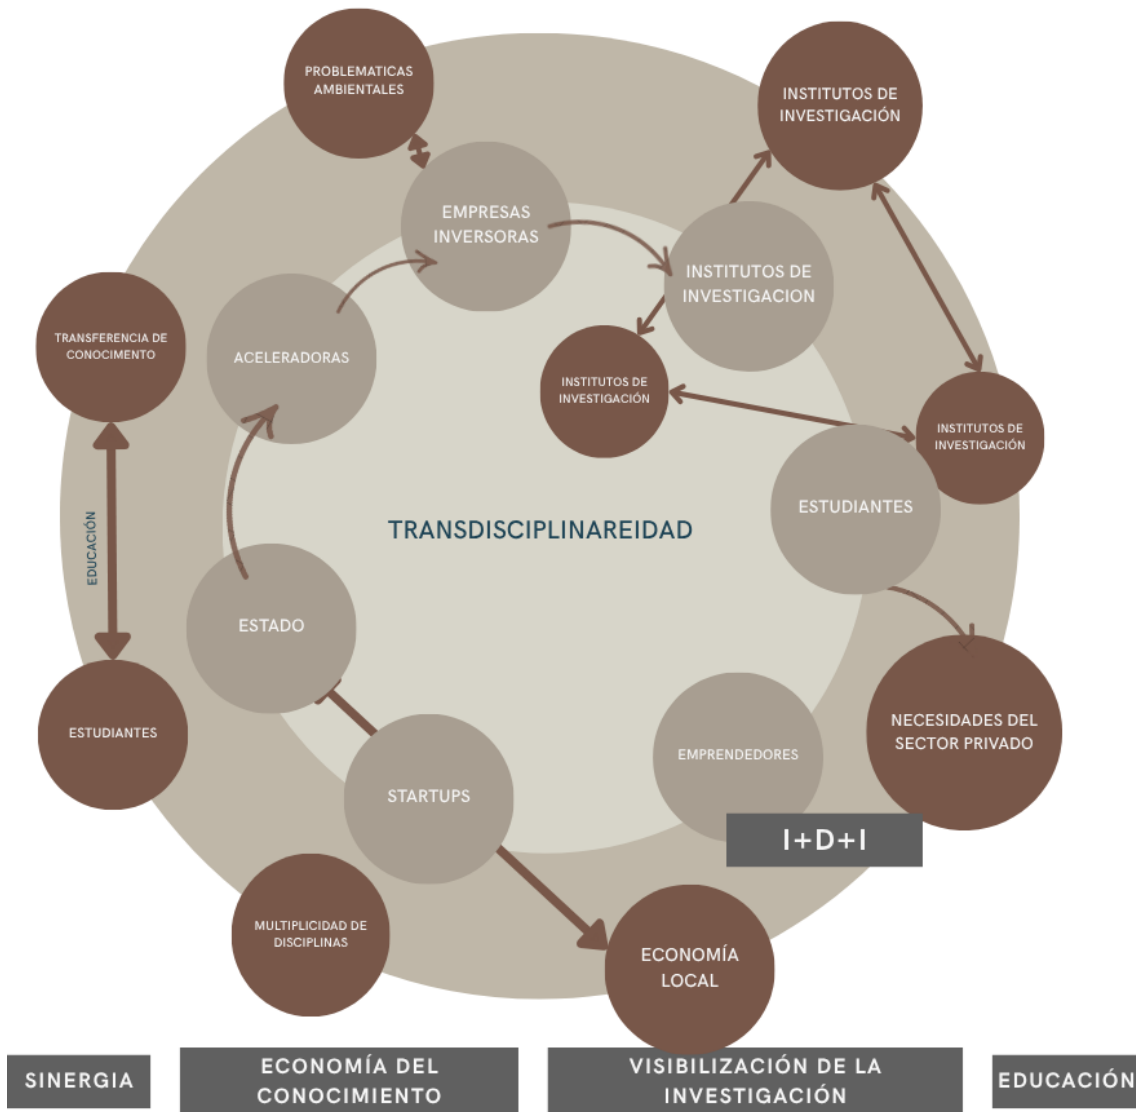 PROBLEMATICAS
AMBIENTALES
INSTITUTOS DE
INVESTIGACIÓN
EMPRESAS
INVERSORAS
INSTITUTOS DE
INVESTIGACION
TRANSFERENCIA DE
CONOCIMENTO
ACELERADORAS
INSTITUTOS DE
INVESTIGACIÓN
INSTITUTOS DE
INVESTIGACIÓN
ESTUDIANTES
TRANSDISCIPLINAREIDAD
EDUCACIÓN
ESTADO
ESTUDIANTES
NECESIDADES DEL
SECTOR PRIVADO
EMPRENDEDORES
STARTUPS
I+D+I
MULTIPLICIDAD DE
DISCIPLINAS
ECONOMÍA
LOCAL
SINERGIA
ECONOMÍA DEL
CONOCIMIENTO
VISIBILIZACIÓN DE LA
INVESTIGACIÓN
EDUCACIÓN